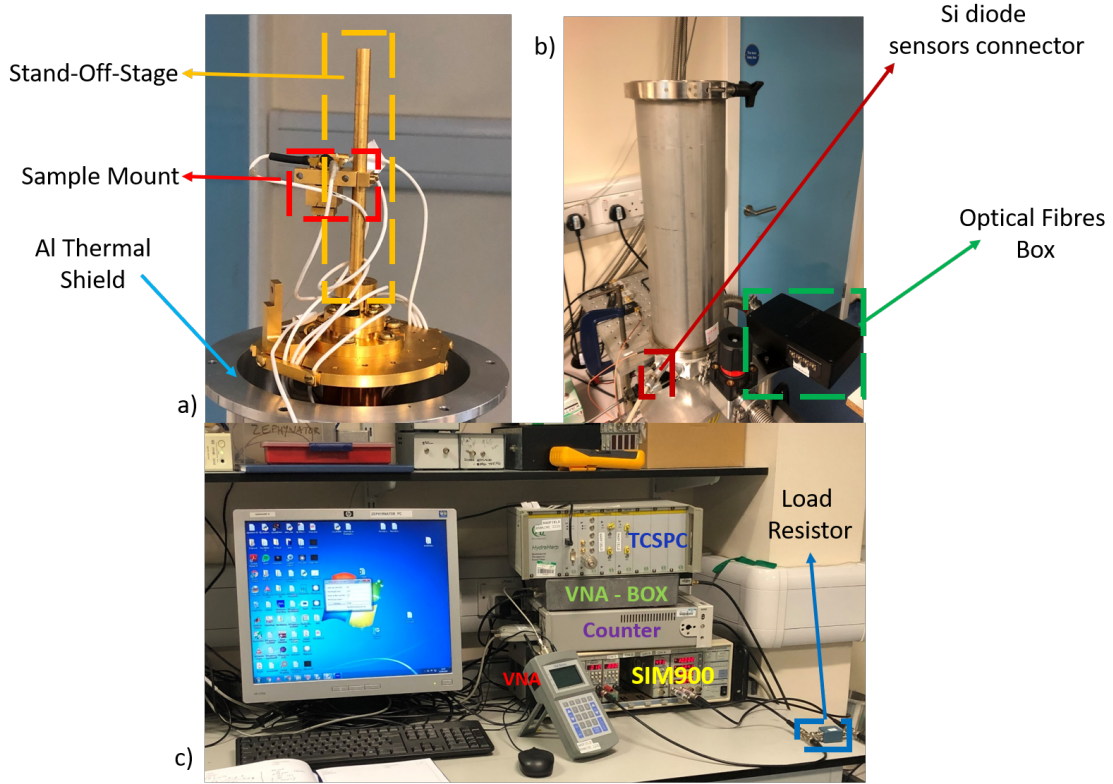 Si diode
sensors connector
b)
Stand-Off-Stage
Sample Mount
Optical Fibres
Box
Al Thermal
Shield
a)
ZEPHYNATOR
Load
Resistor
hp
TCSPC
VNA - BOX
Counter
VNA
SIM900
c)